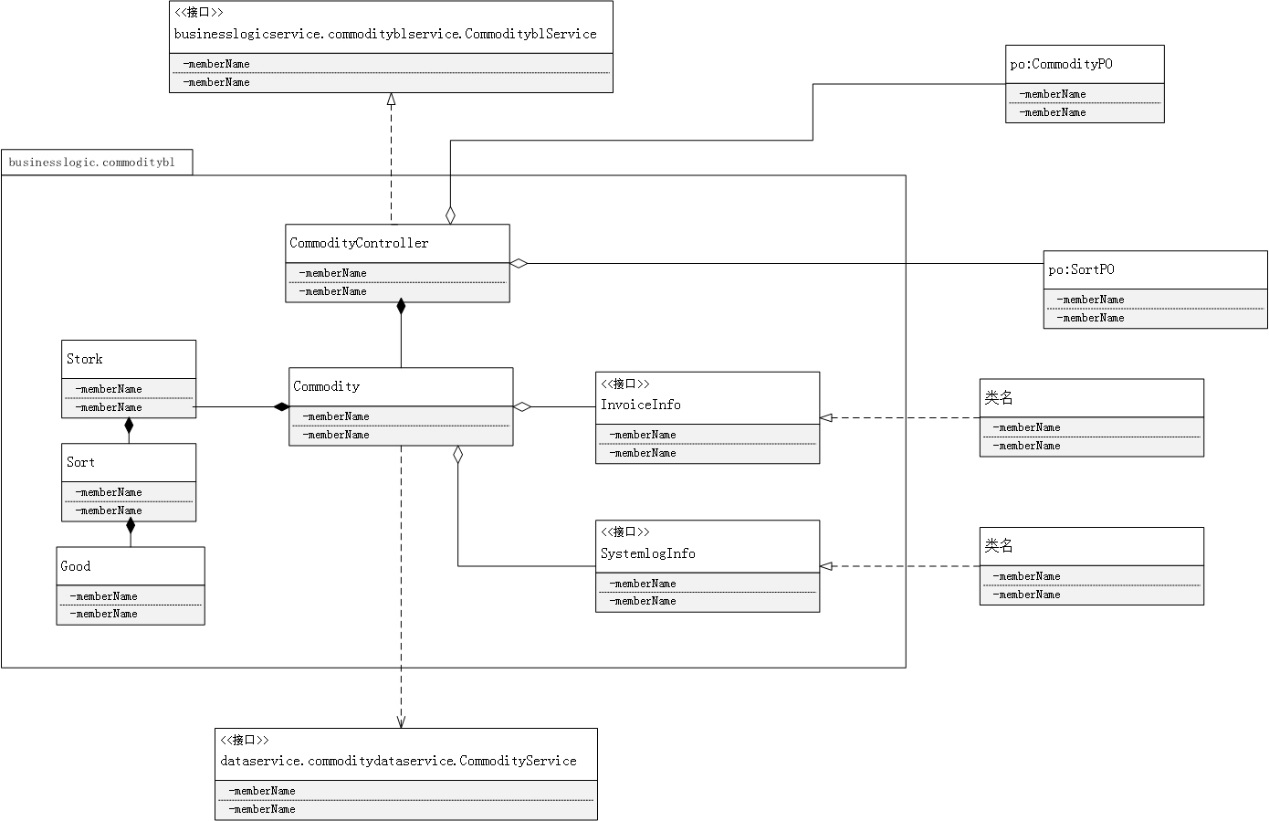 <<接口>>
businesslogicservice.commodityblservice.CommodityblService
-memberName
-memberName
po:CommodityPO
-memberName
-memberName
businesslogic.commoditybl
CommodityController
-memberName
-memberName
po:SortPO
-memberName
-memberName
Stork
-memberName
-memberName
Commodity
-memberName
-memberName
<<接口>>
InvoiceInfo
-memberName
-memberName
类名
-memberName
-memberName
Sort
-memberName
-memberName
<<接口>>
SystemlogInfo
-memberName
-memberName
类名
-memberName
-memberName
Good
-memberName
-memberName
<<接口>>
dataservice.commoditydataservice.CommodityService
-memberName
-memberName